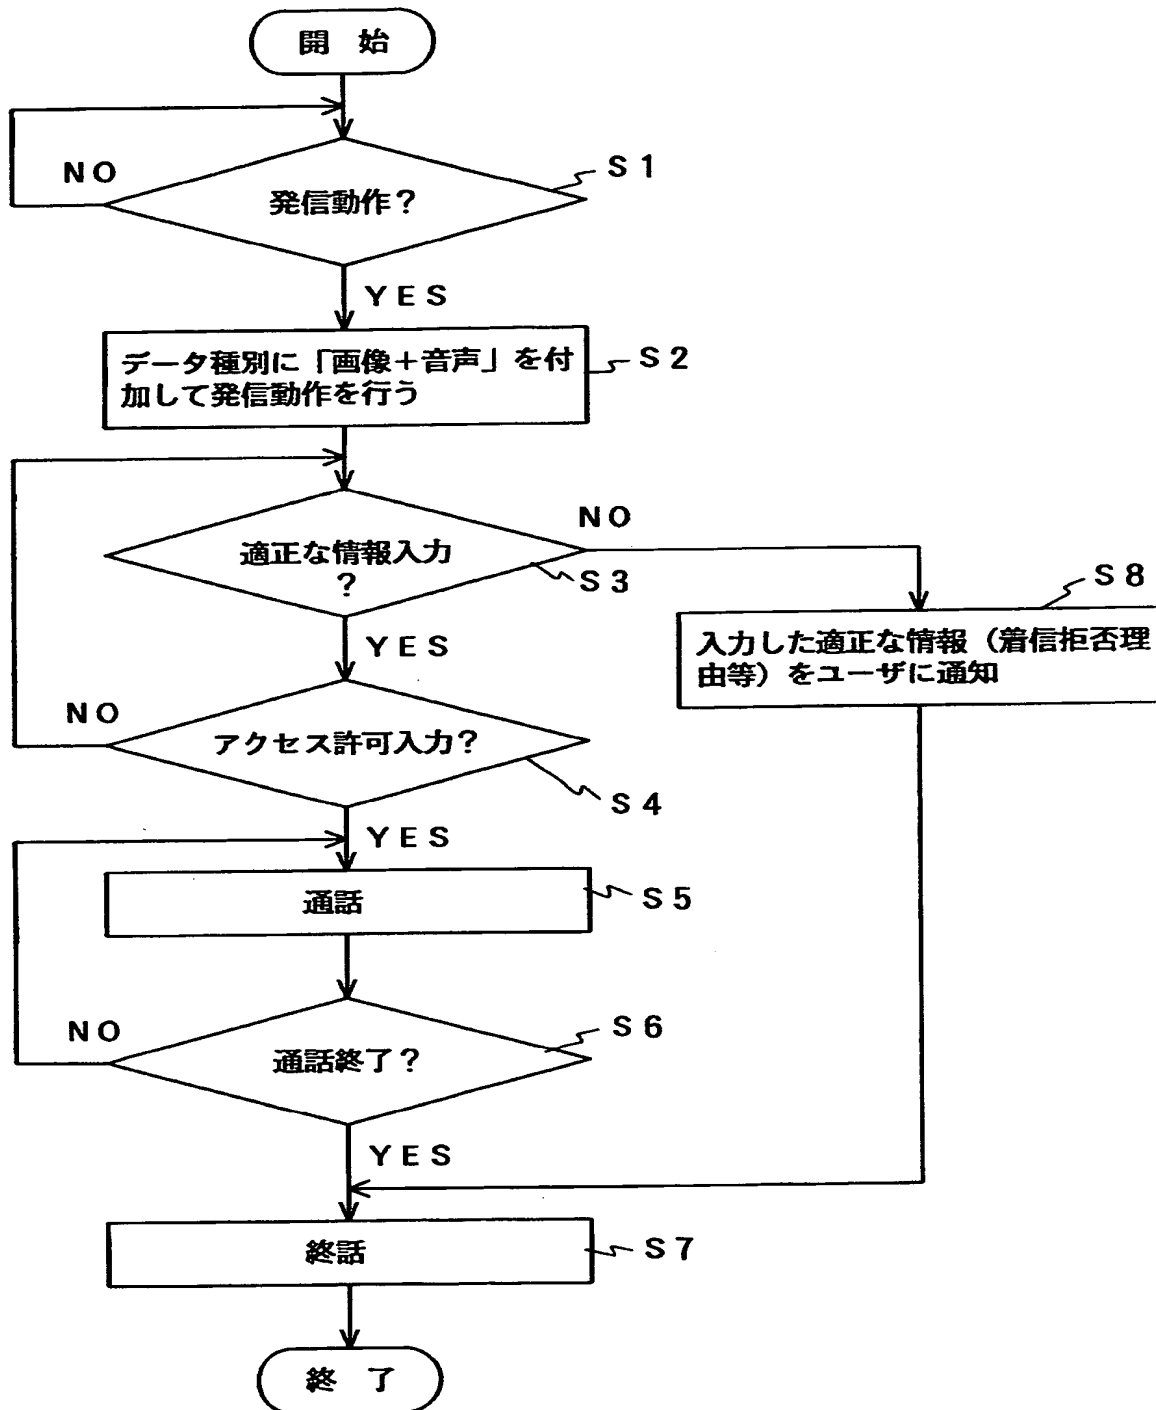 開 始
NO
発信動作?
S1
YES
データ種別に「画像+音声」を付
加して発信動作を行う
S2
NO
適正な情報入力
?
S3
YES
S8
入力した適正な情報(着信拒否理
由等)をユーザに通知
NO
アクセス許可入力?
S4
YES
通話
S5
NO
通話終了?
S6
YES
終話
S7
終 了